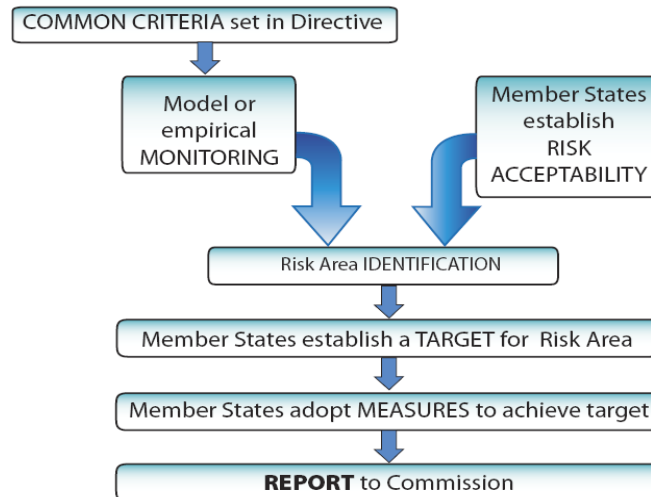 COMMON CRITERIA set in Directive
Model or
empirical
MONITORING
Member States
establish
RISK
ACCEPTABILITY
Risk Area IDENTIFICATION
Member States establish a TARGET for Risk Area
Member States adopt MEASURES to achieve target
REPORT to Commission